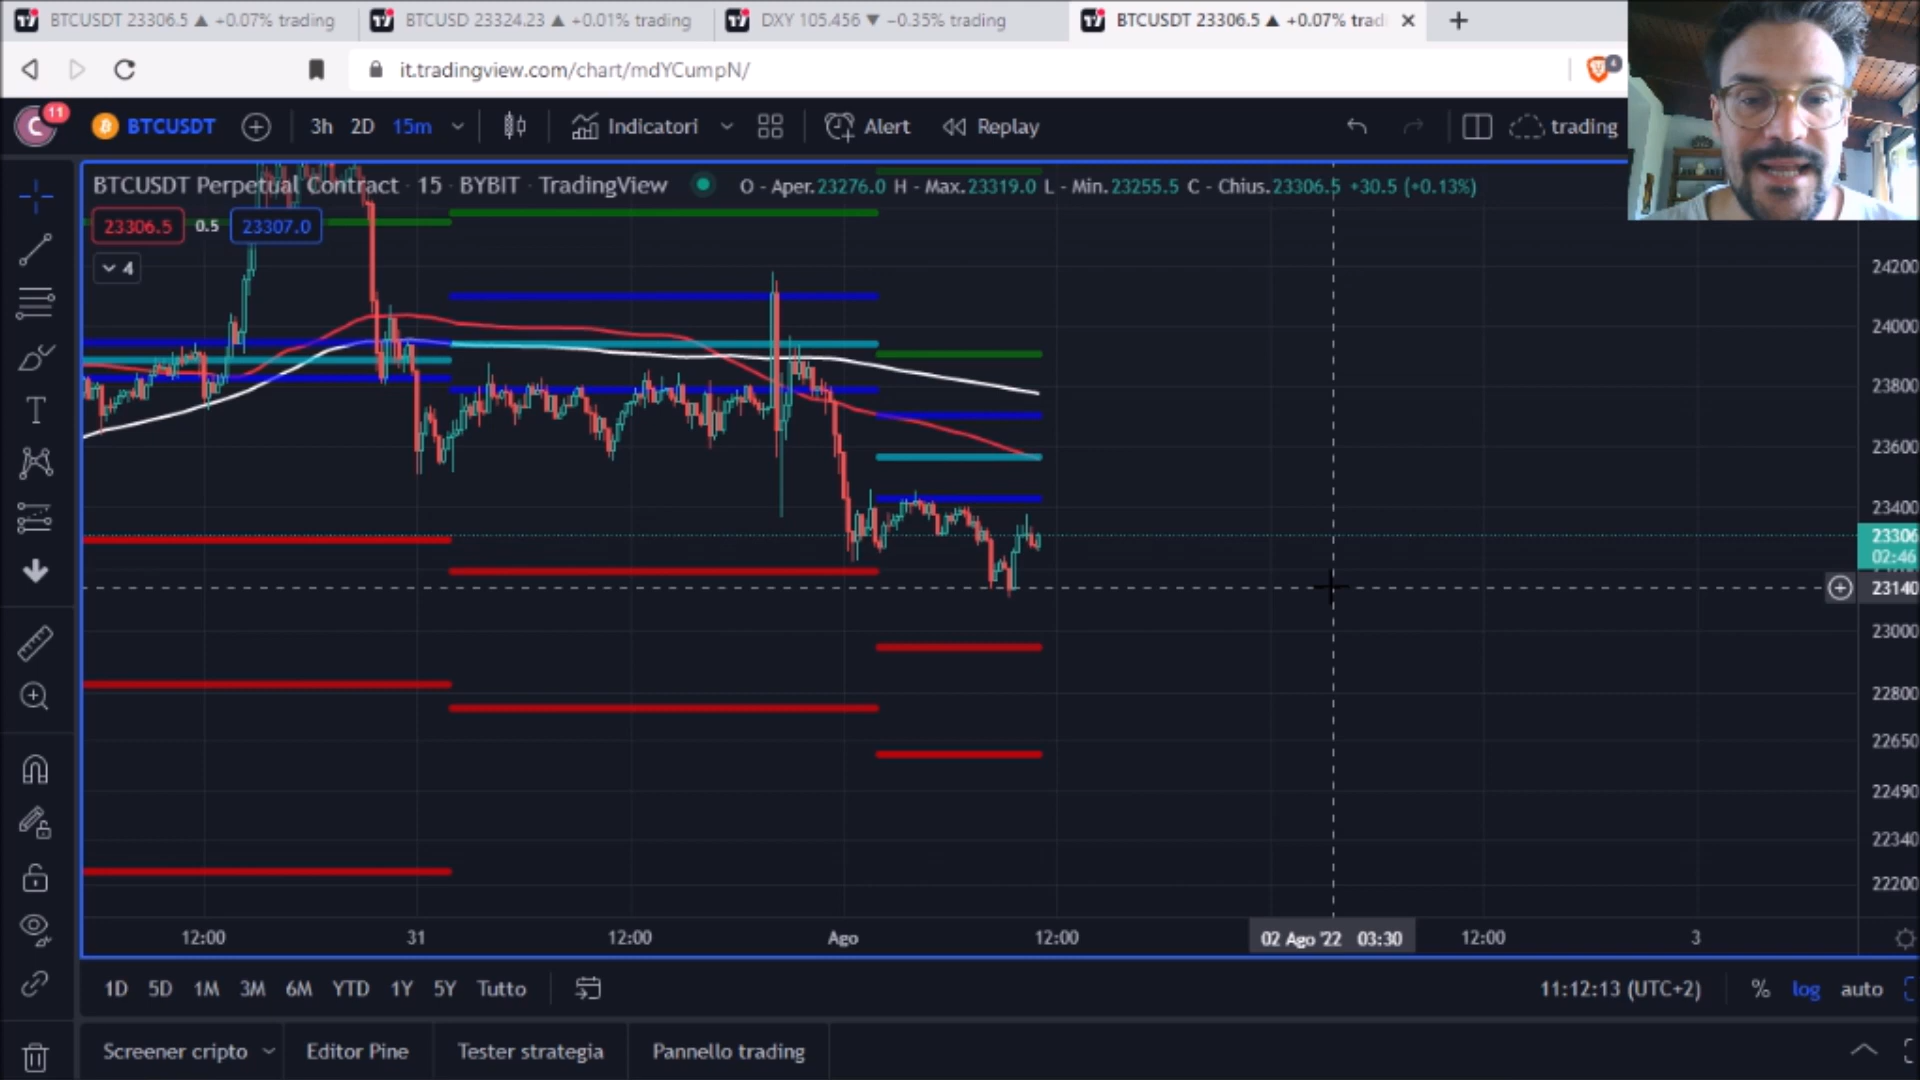 BTCUSDT 23306.5 ▲ +0.07% trading
BTCUSD 23324.23 ▲ +0.01% trading
DXY 105.456 ▼ −0.35% trading
BTCUSDT 23306.5 ▲ +0.07% trad
it.tradingview.com/chart/mdYCumpN/
4
C 11
BTCUSDT 3h 2D 15m Indicatori Alert Replay trading
BTCUSDT Perpetual Contract · 15 · BYBIT · TradingView O - Aper.23276.0 H - Max.23319.0 L - Min.23255.5 C - Chius.23306.5 +30.5 (+0.13%)
23306.5 0.5 23307.0
4
24200
24000
23800
23600
23400
23306
02:46
23140
23000
22800
22650
22490
22340
22200
12:00 31 12:00 Ago 12:00 02 Ago '22 03:30 12:00 3
1D 5D 1M 3M 6M YTD 1Y 5Y Tutto 11:12:13 (UTC+2) % log auto
Screener cripto Editor Pine Tester strategia Pannello trading